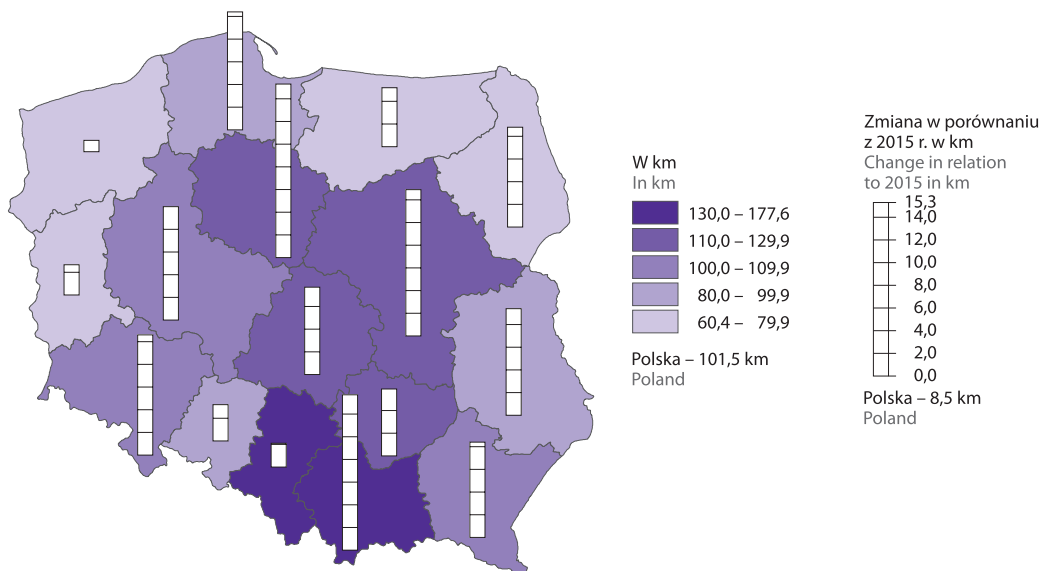 W km
In km
130,0 – 177,6
110,0 – 129,9
100,0 – 109,9
80,0 – 99,9
60,4 – 79,9
Polska – 101,5 km
Poland
Zmiana w porównaniu
z 2015 r. w km
Change in relation
to 2015 in km
15,3
14,0
12,0
10,0
8,0
6,0
4,0
2,0
0,0
Polska – 8,5 km
Poland